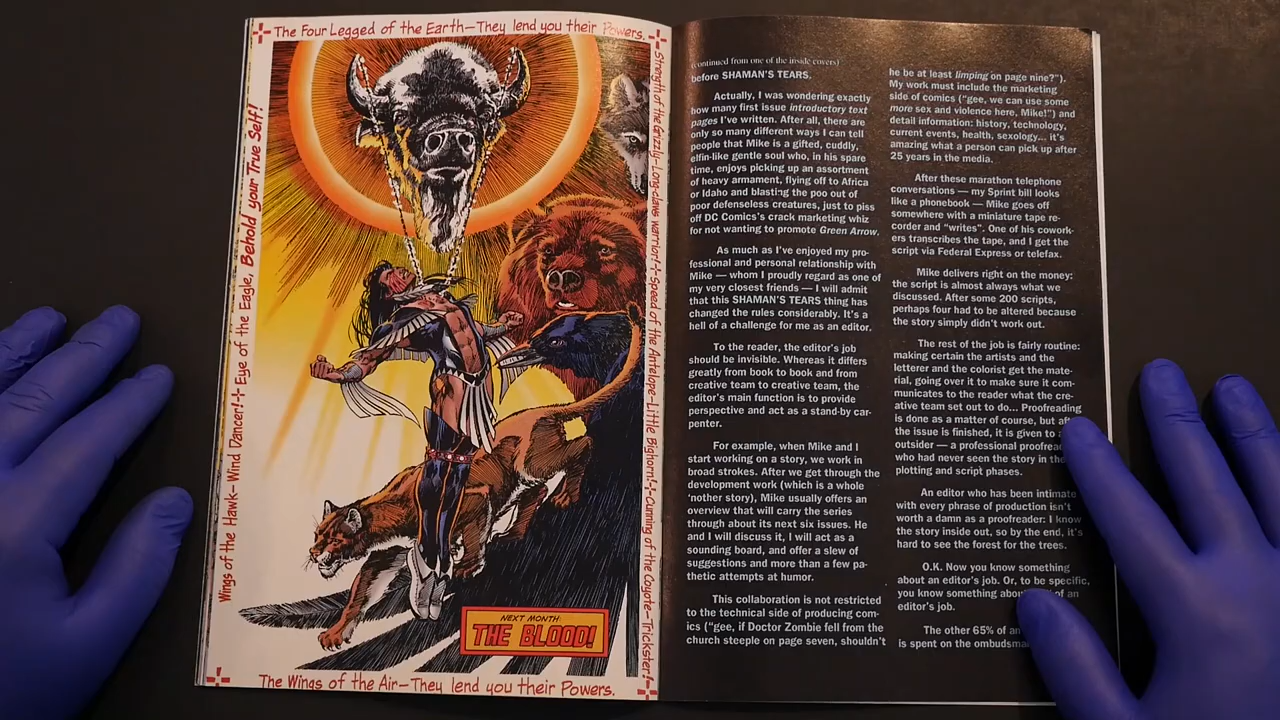 The Four Legged of the Earth—They lend you their Powers.
Strength of the Grizzly—Long-claws warrior!—Speed of the Antelope—Little Bighorn!—Cunning of the Coyote—Trickster!
Wings of the Hawk—Wind Dancer!—Eye of the Eagle, Behold your True Self!
NEXT MONTH:
THE BLOOD!
The Wings of the Air—They lend you their Powers.
(continued from one of the inside covers)
before SHAMAN'S TEARS.
Actually, I was wondering exactly
how many first issue introductory text
pages I've written. After all, there are
only so many different ways I can tell
people that Mike is a gifted, cuddly,
elfin-like gentle soul who, in his spare
time, enjoys picking up an assortment
of heavy armament, flying off to Africa
or Idaho and blasting the poo out of
poor defenseless creatures, just to piss
off DC Comics's crack marketing whiz
for not wanting to promote Green Arrow.
As much as I've enjoyed my pro-
fessional and personal relationship with
Mike — whom I proudly regard as one of
my very closest friends — I will admit
that this SHAMAN'S TEARS thing has
changed the rules considerably. It's a
hell of a challenge for me as an editor.
To the reader, the editor's job
should be invisible. Whereas it differs
greatly from book to book and from
creative team to creative team, the
editor's main function is to provide
perspective and act as a stand-by car-
penter.
For example, when Mike and I
start working on a story, we work in
broad strokes. After we get through the
development work (which is a whole
'nother story), Mike usually offers an
overview that will carry the series
through about its next six issues. He
and I will discuss it, I will act as a
sounding board, and offer a slew of
suggestions and more than a few pa-
thetic attempts at humor.
This collaboration is not restricted
to the technical side of producing com-
ics ("gee, if Doctor Zombie fell from the
church steeple on page seven, shouldn't
he be at least limping on page nine?").
My work must include the marketing
side of comics ("gee, we can use some
more sex and violence here, Mike!") and
detail information: history, technology,
current events, health, sexology... it's
amazing what a person can pick up after
25 years in the media.
After these marathon telephone
conversations — my Sprint bill looks
like a phonebook — Mike goes off
somewhere with a miniature tape re-
corder and "writes". One of his cowork-
ers transcribes the tape, and I get the
script via Federal Express or telefax.
Mike delivers right on the money:
the script is almost always what we
discussed. After some 200 scripts,
perhaps four had to be altered because
the story simply didn't work out.
The rest of the job is fairly routine:
making certain the artists and the
letterer and the colorist get the mate-
rial, going over it to make sure it com-
municates to the reader what the cre-
ative team set out to do... Proofreading
is done as a matter of course, but
the issue is finished, it is given to
outsider — a professional
who had never seen the story in
plotting and script phases.
An editor who has been intimate
with every phrase of production isn't
worth a damn as a proofreader: I know
the story inside out, so by the end, it's
hard to see the forest for the trees.
O.K. Now you know something
about an editor's job. Or, to be specific,
you know something of an
editor's job.
The other 65% of an
is spent on the